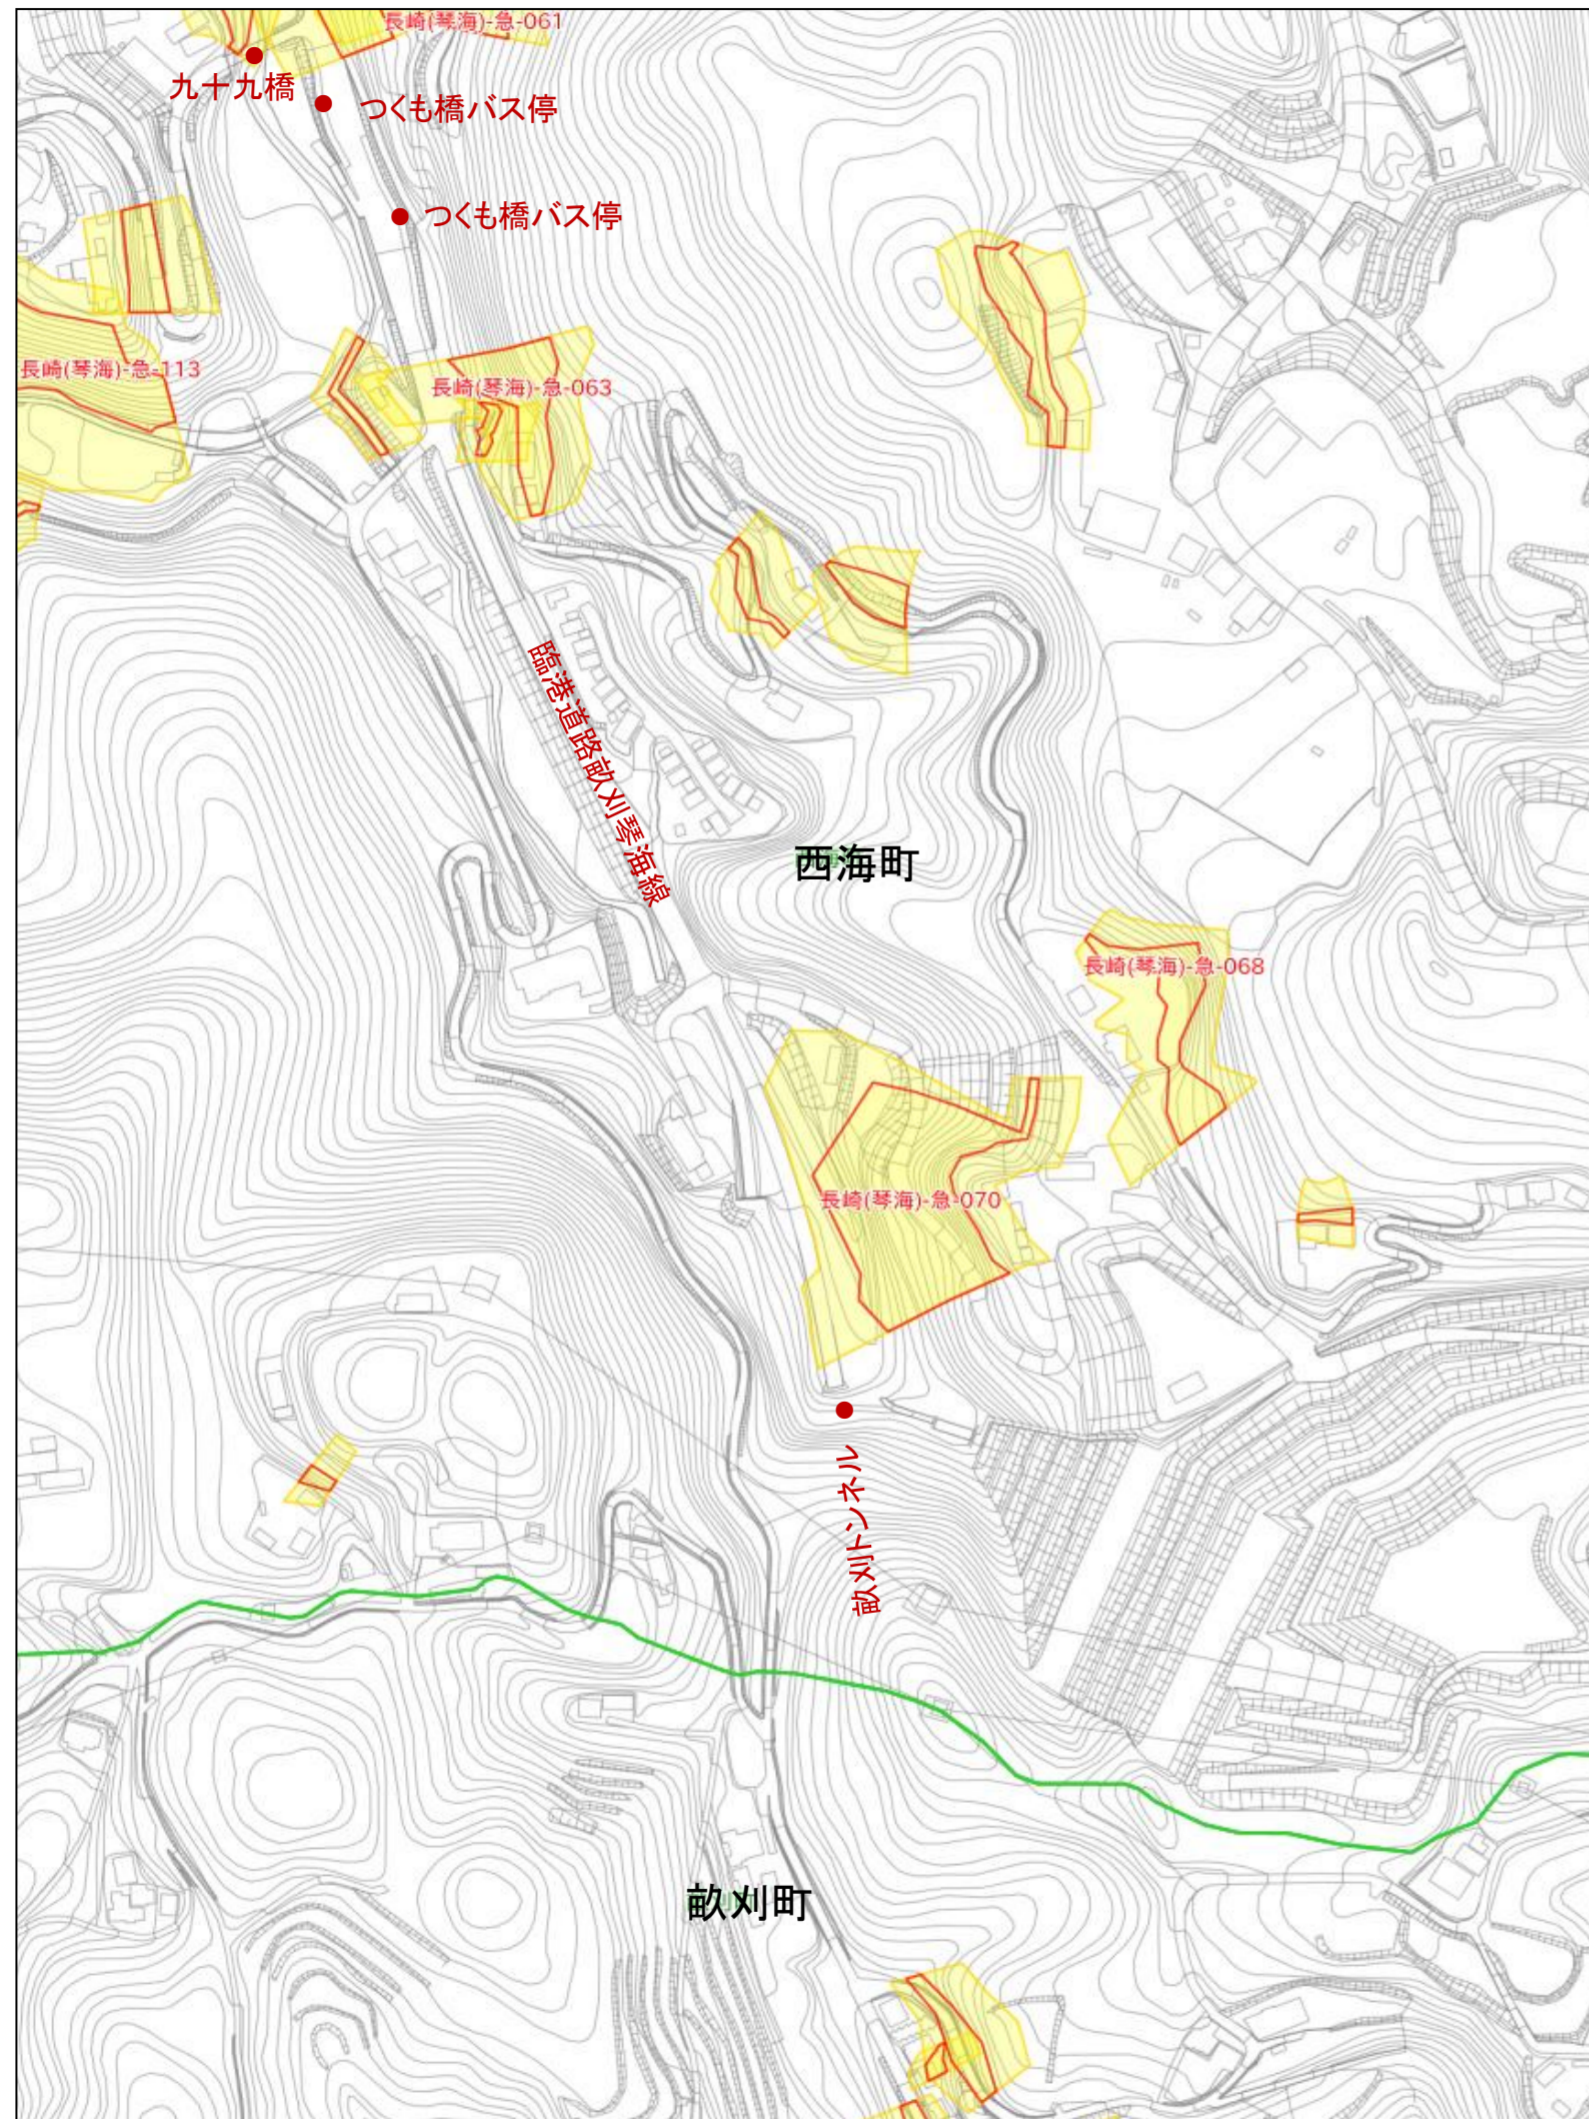 長崎(琴海)-急-061
九十九橋
つくも橋バス停
つくも橋バス停
長崎(琴海)-急-113
長崎(琴海)-急-063
臨港道路畝刈琴海線
西海町
長崎(琴海)-急-068
長崎(琴海)-急-070
畝刈トンネル
畝刈町